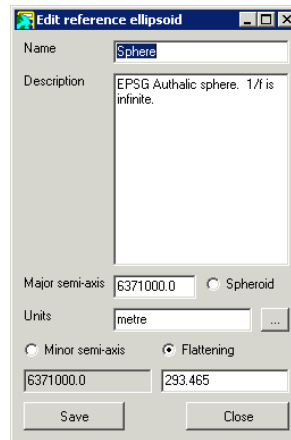 Edit reference ellipsoid
Name
Sphere
Description
EPSG Authalic sphere. 1/f is
infinite.
Major semi-axis 6371000.0 Spheroid
Units metre ...
Minor semi-axis Flattening
6371000.0 293.465
Save Close